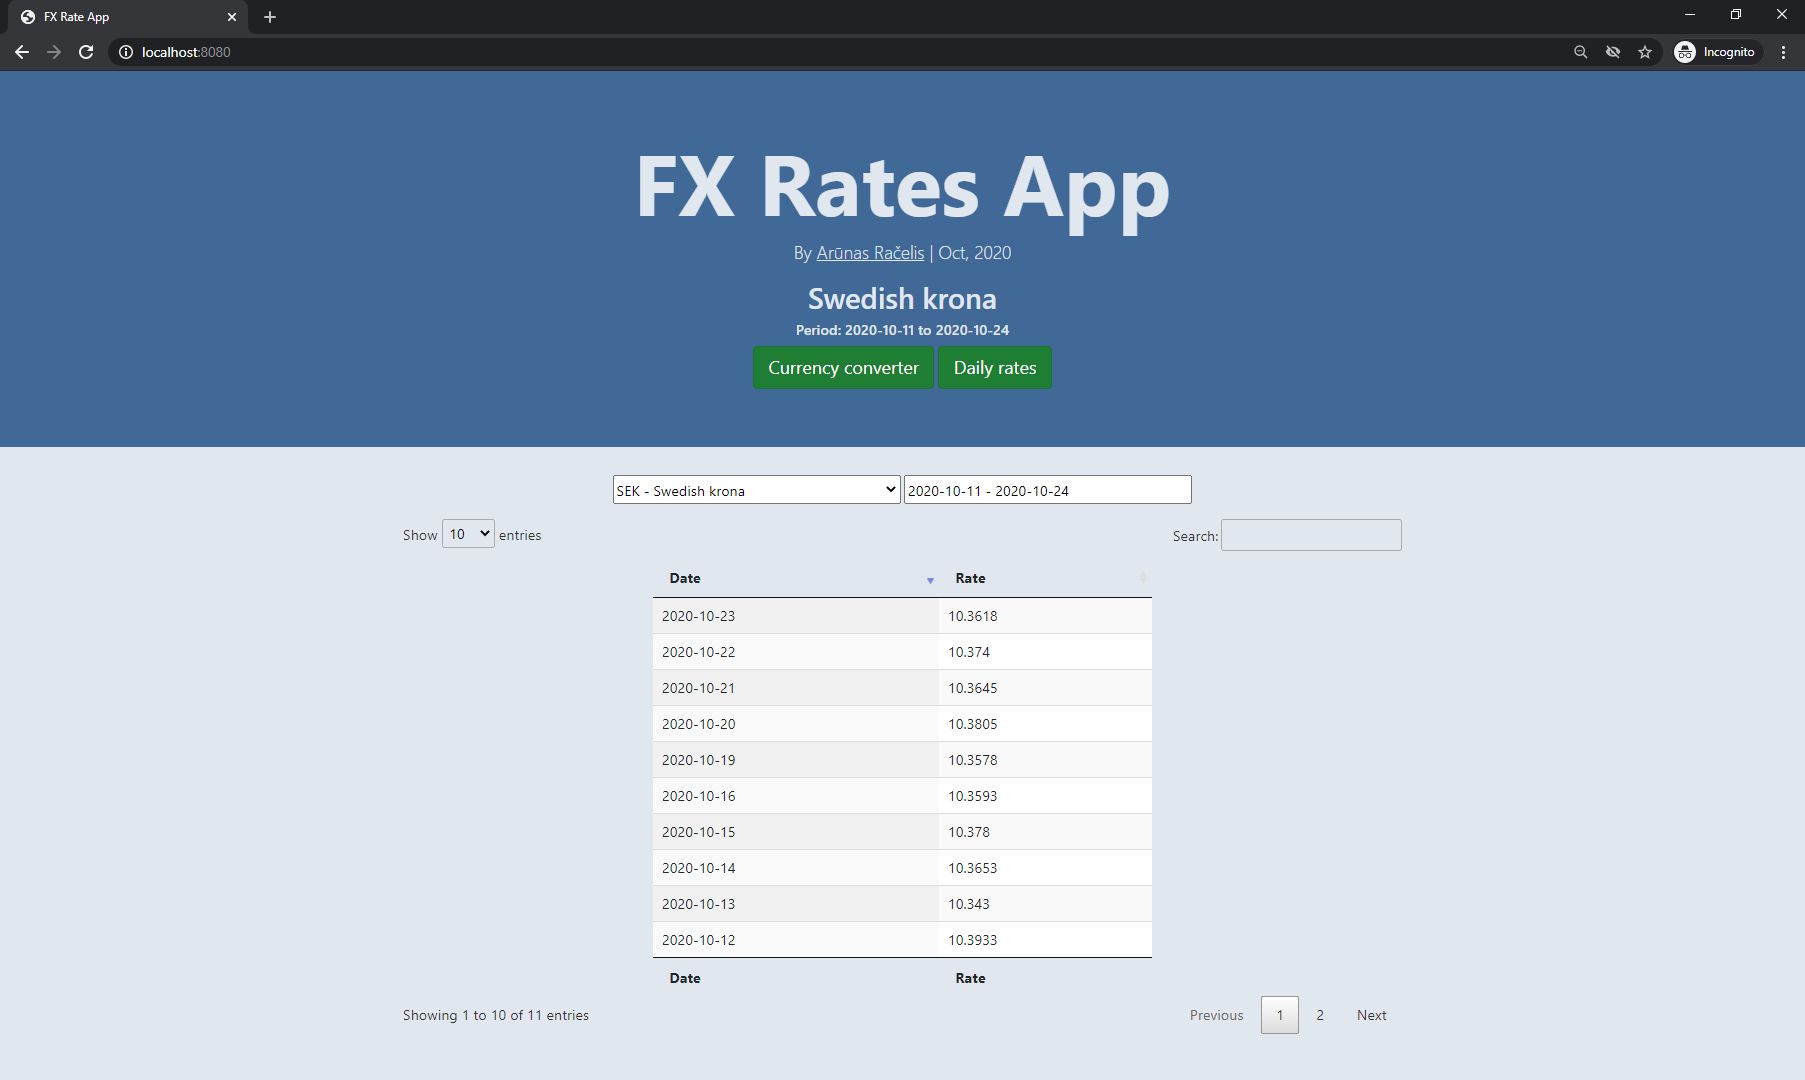 FX Rate App
localhost:8080
Incognito
FX Rates App
By Arūnas Račelis | Oct, 2020
Swedish krona
Period: 2020-10-11 to 2020-10-24
Currency converter Daily rates
SEK - Swedish krona 2020-10-11 - 2020-10-24
Show 10 entries Search:
Date Rate
2020-10-23 10.3618
2020-10-22 10.374
2020-10-21 10.3645
2020-10-20 10.3805
2020-10-19 10.3578
2020-10-16 10.3593
2020-10-15 10.378
2020-10-14 10.3653
2020-10-13 10.343
2020-10-12 10.3933
Date Rate
Showing 1 to 10 of 11 entries Previous 1 2 Next